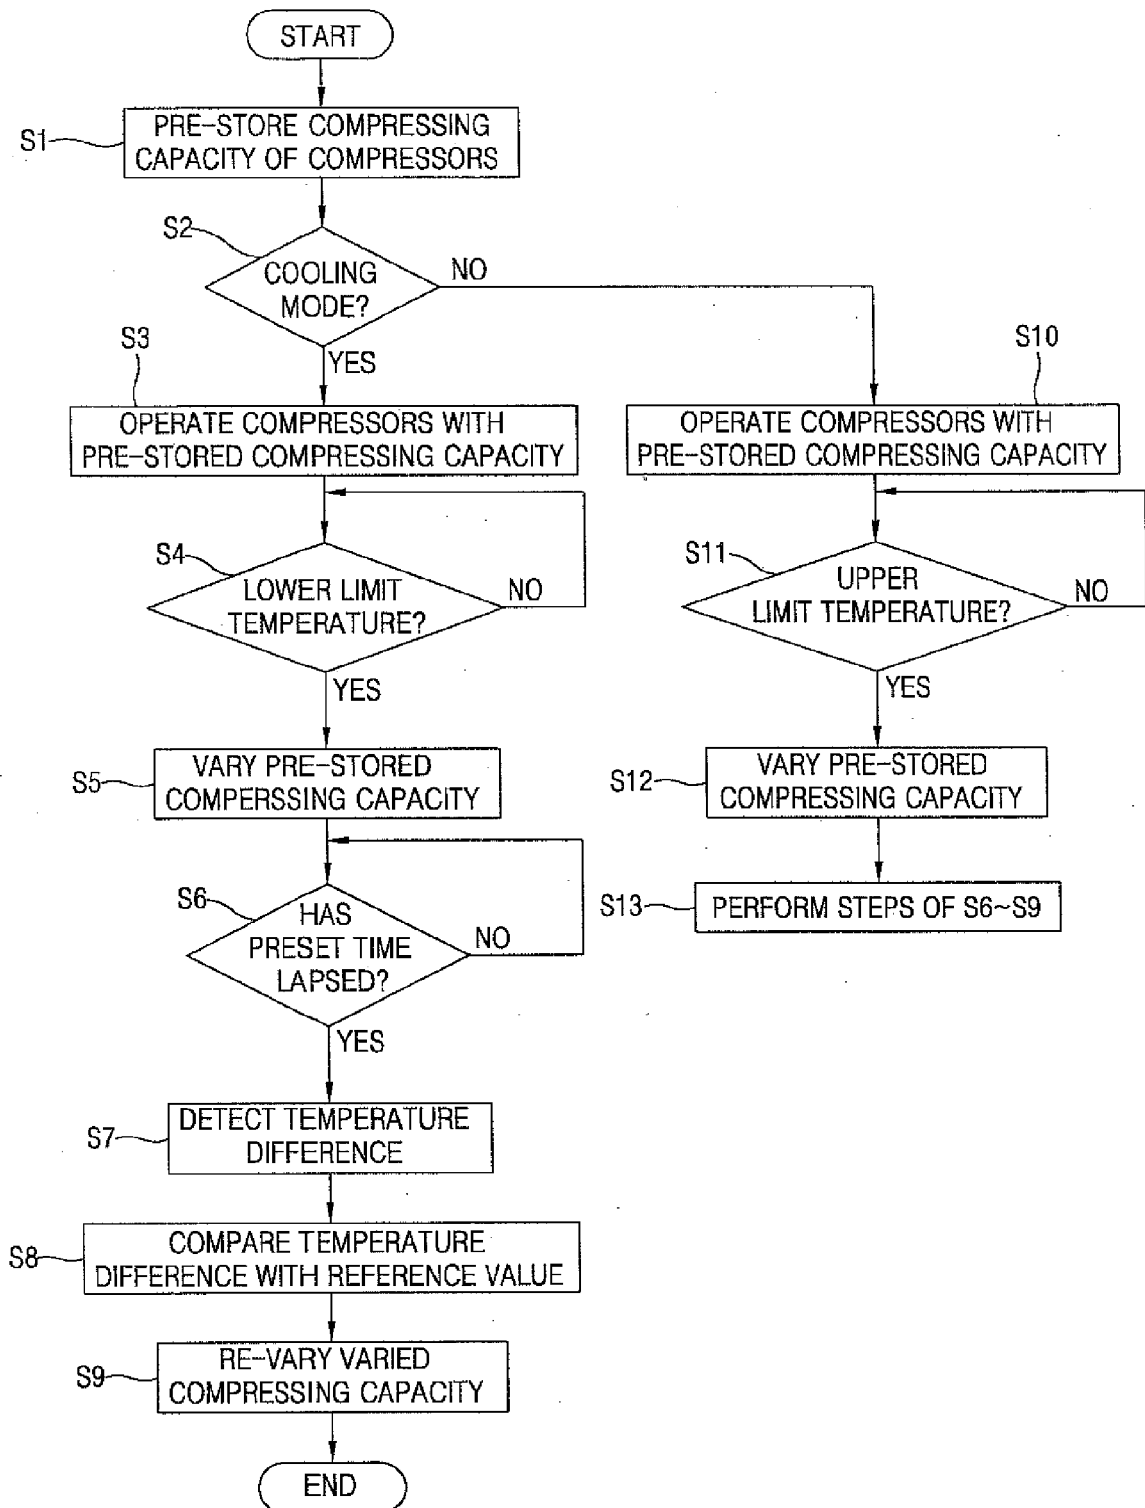 START
S1
PRE-STORE COMPRESSING
CAPACITY OF COMPRESSORS
S2
COOLING
MODE?
NO
YES
S3
OPERATE COMPRESSORS WITH
PRE-STORED COMPRESSING CAPACITY
S10
OPERATE COMPRESSORS WITH
PRE-STORED COMPRESSING CAPACITY
S4
LOWER LIMIT
TEMPERATURE?
NO
YES
S11
UPPER
LIMIT TEMPERATURE?
NO
YES
S5
VARY PRE-STORED
COMPERSSING CAPACITY
S12
VARY PRE-STORED
COMPRESSING CAPACITY
S6
HAS
PRESET TIME
LAPSED?
NO
YES
S13
PERFORM STEPS OF S6~S9
S7
DETECT TEMPERATURE
DIFFERENCE
S8
COMPARE TEMPERATURE
DIFFERENCE WITH REFERENCE VALUE
S9
RE-VARY VARIED
COMPRESSING CAPACITY
END